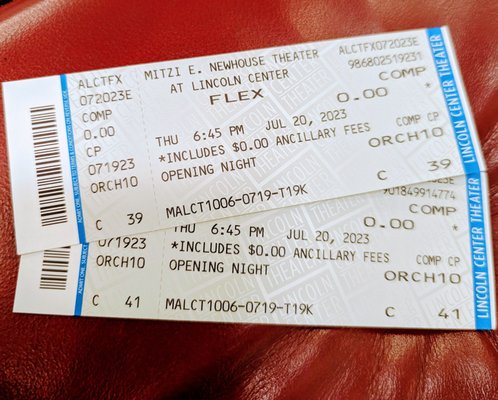 ALCTFX
072023E
COMP
0.00
CP
071923
ORCH10
C 39
MITZI E. NEWHOUSE THEATER
AT LINCOLN CENTER
FLEX
THU 6:45 PM JUL 20, 2023
*INCLUDES $0.00 ANCILLARY FEES
OPENING NIGHT
MALCT1006-0719-T19K
ALCTFX072023E
986802519231
COMP
0.00 *
COMP CP
ORCH10
C 39
LINCOLN CENTER THEATER
071923
ORCH10
C 41
THU 6:45 PM JUL 20, 2023
*INCLUDES $0.00 ANCILLARY FEES
OPENING NIGHT
MALCT1006-0719-T19K
901849914774
COMP
0.00 *
COMP CP
ORCH10
C 41
LINCOLN CENTER THEATER